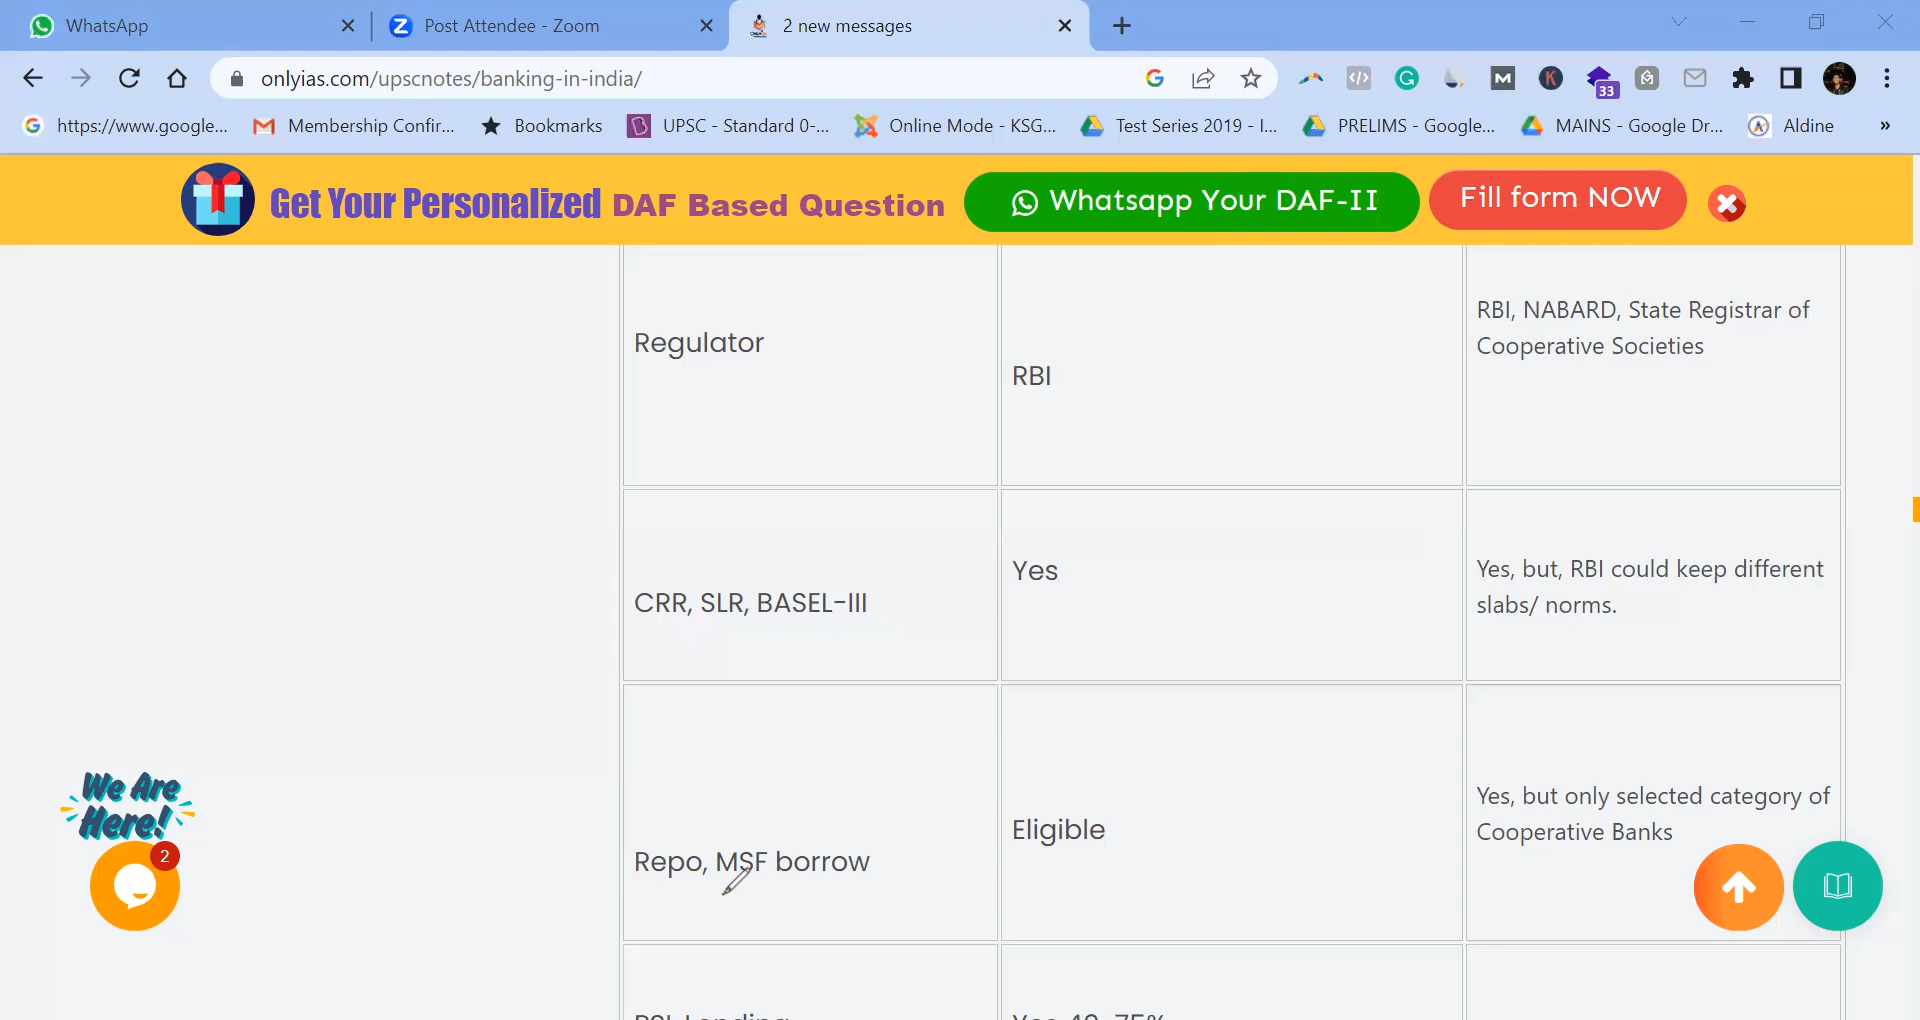 WhatsApp
Post Attendee - Zoom
2 new messages
onlyias.com/upscnotes/banking-in-india/
33
https://www.google...
Membership Confir...
Bookmarks
UPSC - Standard 0-...
Online Mode - KSG...
Test Series 2019 - I...
PRELIMS - Google...
MAINS - Google Dr...
Aldine
»
Get Your Personalized DAF Based Question
Whatsapp Your DAF-II
Fill form NOW
Regulator
RBI
RBI, NABARD, State Registrar of
Cooperative Societies
CRR, SLR, BASEL-III
Yes
Yes, but, RBI could keep different
slabs/ norms.
Repo, MSF borrow
Eligible
Yes, but only selected category of
Cooperative Banks
We Are
Here!
2